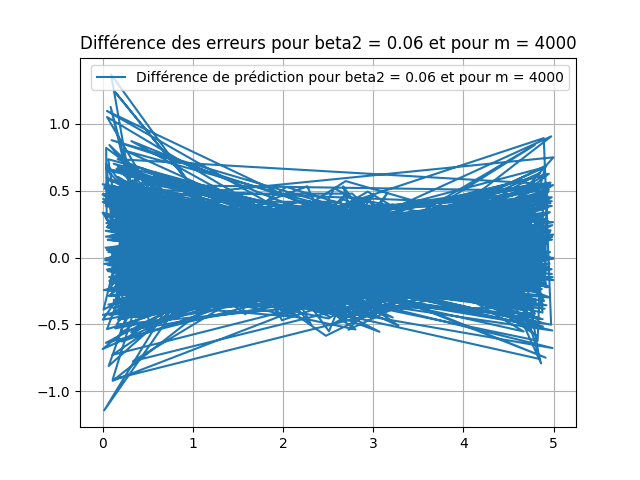 Différence des erreurs pour beta2 = 0.06 et pour m = 4000
Différence de prédiction pour beta2 = 0.06 et pour m = 4000
1.0
0.5
0.0
−0.5
−1.0
0 1 2 3 4 5